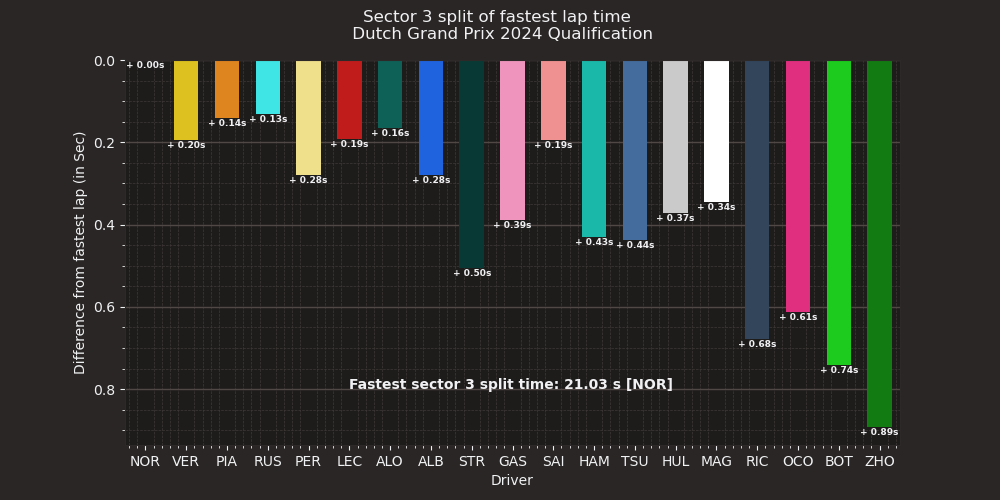 Sector 3 split of fastest lap time
Dutch Grand Prix 2024 Qualification
Difference from fastest lap (in Sec)
0.0
0.2
0.4
0.6
0.8
+ 0.00s
+ 0.20s
+ 0.14s
+ 0.13s
+ 0.28s
+ 0.19s
+ 0.16s
+ 0.28s
+ 0.50s
+ 0.39s
+ 0.19s
+ 0.43s
+ 0.44s
+ 0.37s
+ 0.34s
+ 0.68s
+ 0.61s
+ 0.74s
+ 0.89s
Fastest sector 3 split time: 21.03 s [NOR]
NOR VER PIA RUS PER LEC ALO ALB STR GAS SAI HAM TSU HUL MAG RIC OCO BOT ZHO
Driver